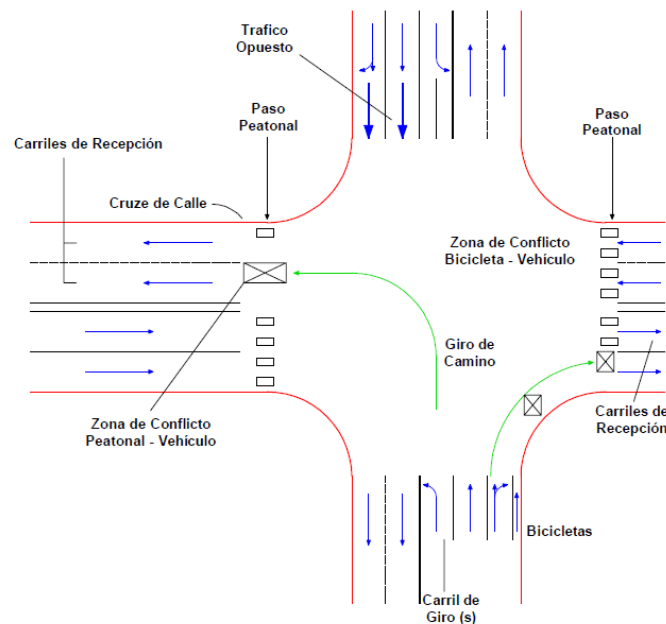 Trafico
Opuesto
Paso
Peatonal
Paso
Peatonal
Carriles de Recepción
Cruze de Calle
Zona de Conflicto
Bicicleta - Vehículo
Giro de
Camino
Carriles de
Recepción
Zona de Conflicto
Peatonal - Vehículo
Bicicletas
Carril de
Giro (s)